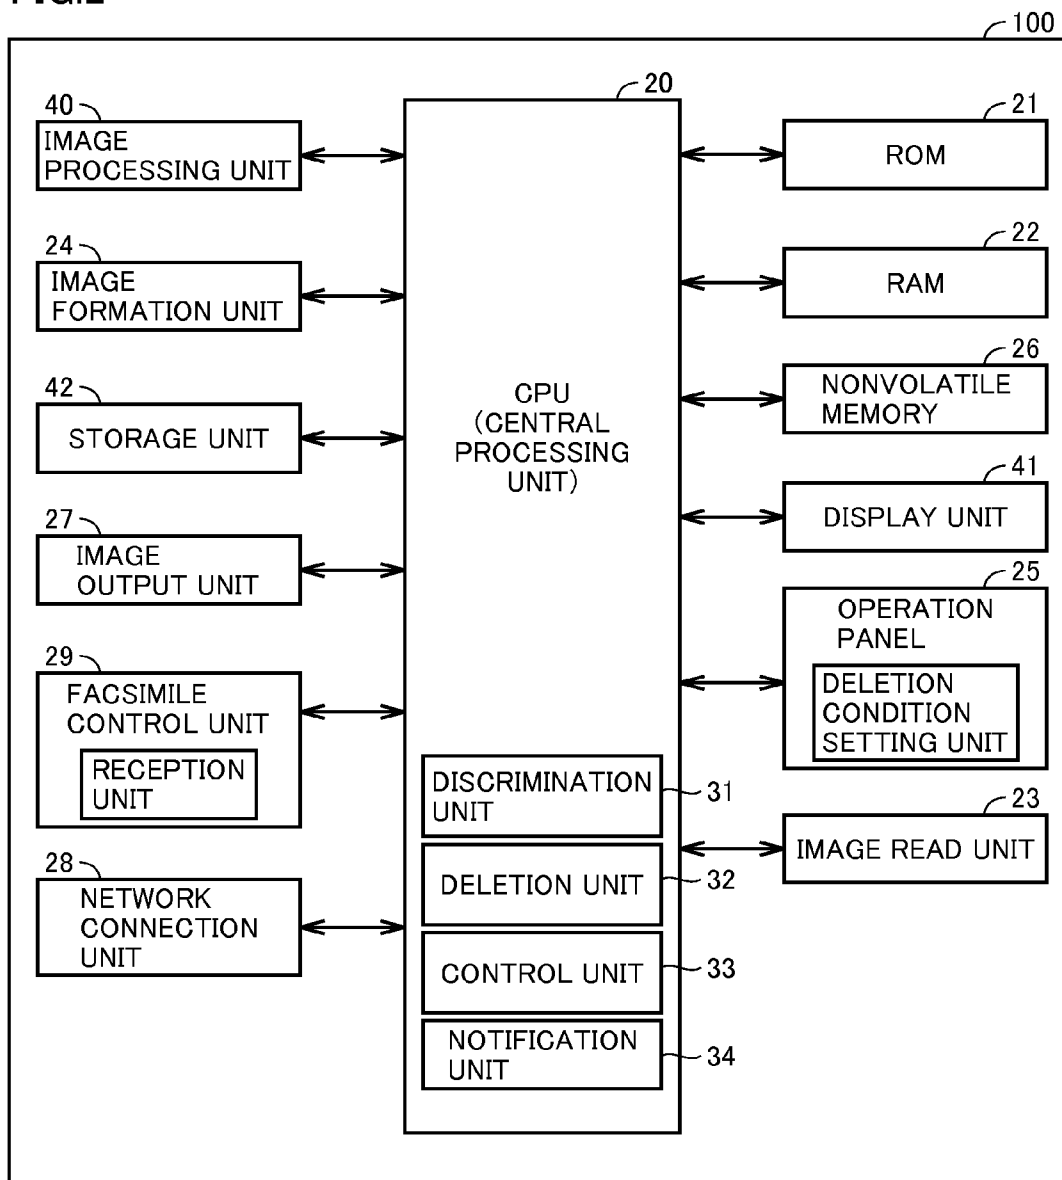 100
20
40
IMAGE
PROCESSING UNIT
24
IMAGE
FORMATION UNIT
42
STORAGE UNIT
27
IMAGE
OUTPUT UNIT
29
FACSIMILE
CONTROL UNIT
RECEPTION
UNIT
28
NETWORK
CONNECTION
UNIT
CPU
(CENTRAL
PROCESSING
UNIT)
DISCRIMINATION
UNIT
31
DELETION UNIT
32
CONTROL UNIT
33
NOTIFICATION
UNIT
34
21
ROM
22
RAM
26
NONVOLATILE
MEMORY
41
DISPLAY UNIT
25
OPERATION
PANEL
DELETION
CONDITION
SETTING UNIT
23
IMAGE READ UNIT